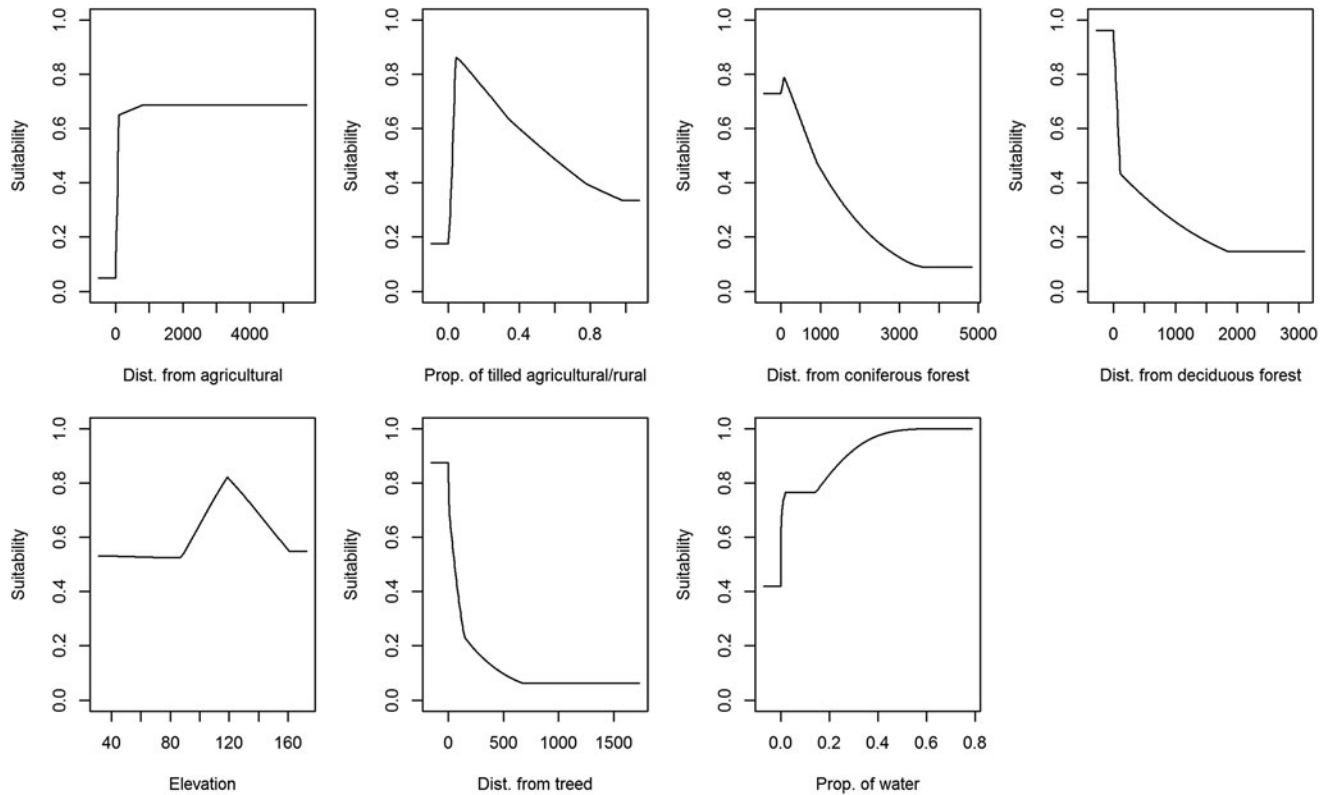 Suitability
0.0 0.2 0.4 0.6 0.8 1.0
0 2000 4000
Dist. from agricultural
Suitability
0.0 0.2 0.4 0.6 0.8 1.0
0.0 0.4 0.8
Prop. of tilled agricultural/rural
Suitability
0.0 0.2 0.4 0.6 0.8 1.0
0 1000 3000 5000
Dist. from coniferous forest
Suitability
0.0 0.2 0.4 0.6 0.8 1.0
0 1000 2000 3000
Dist. from deciduous forest
Suitability
0.0 0.2 0.4 0.6 0.8 1.0
40 80 120 160
Elevation
Suitability
0.0 0.2 0.4 0.6 0.8 1.0
0 500 1000 1500
Dist. from treed
Suitability
0.0 0.2 0.4 0.6 0.8 1.0
0.0 0.2 0.4 0.6 0.8
Prop. of water